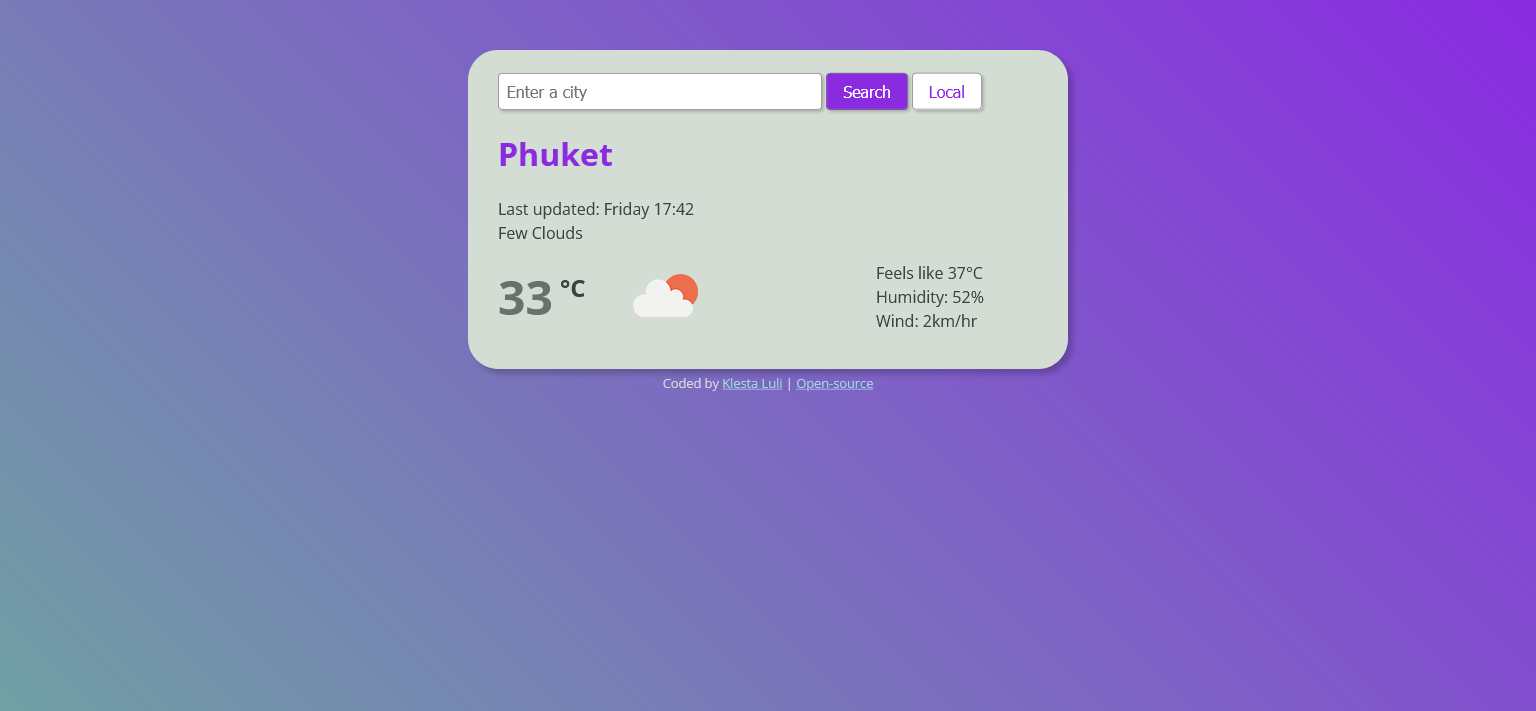 Enter a city Search Local
Phuket
Last updated: Friday 17:42
Few Clouds
33 °C
Feels like 37°C
Humidity: 52%
Wind: 2km/hr
Coded by Klesta Luli | Open-source